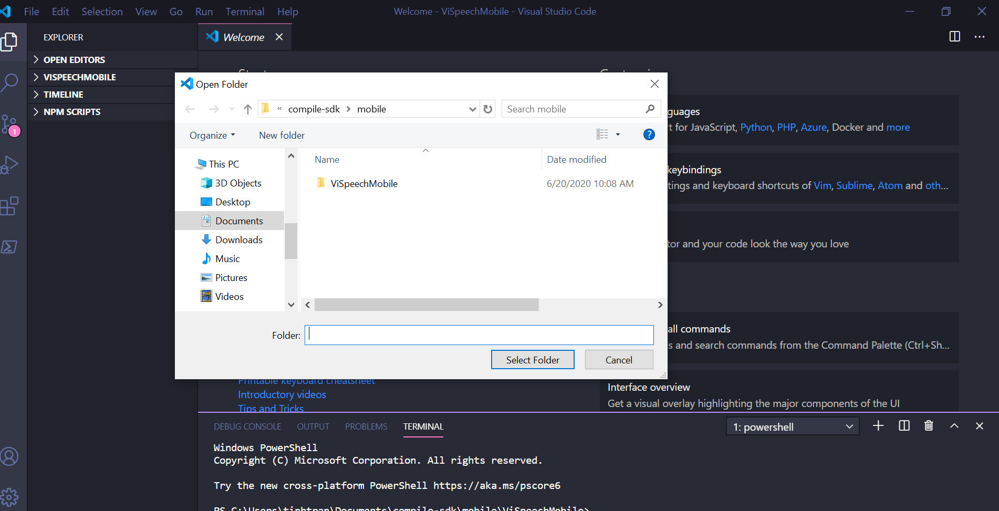 File Edit Selection View Go Run Terminal Help
Welcome - ViSpeechMobile - Visual Studio Code
EXPLORER
Welcome
OPEN EDITORS
VISPEECHMOBILE
TIMELINE
NPM SCRIPTS
1
Open Folder
« compile-sdk > mobile
Search mobile
Organize
New folder
?
This PC
3D Objects
Desktop
Documents
Downloads
Music
Pictures
Videos
Name
Date modified
ViSpeechMobile
6/20/2020 10:08 AM
Folder:
Select Folder
Cancel
guages
t for JavaScript, Python, PHP, Azure, Docker and more
keybindings
tings and keyboard shortcuts of Vim, Sublime, Atom and oth...
tor and your code look the way you love
all commands
s and search commands from the Command Palette (Ctrl+Sh...
Printable keyboard cheatsheet
Introductory videos
Tips and Tricks
Interface overview
Get a visual overlay highlighting the major components of the UI
DEBUG CONSOLE OUTPUT PROBLEMS TERMINAL
1: powershell
Windows PowerShell
Copyright (C) Microsoft Corporation. All rights reserved.
Try the new cross-platform PowerShell https://aka.ms/pscore6
PS C:\Users\tinhtran\Documents\compile-sdk\mobile\ViSpeechMobile>